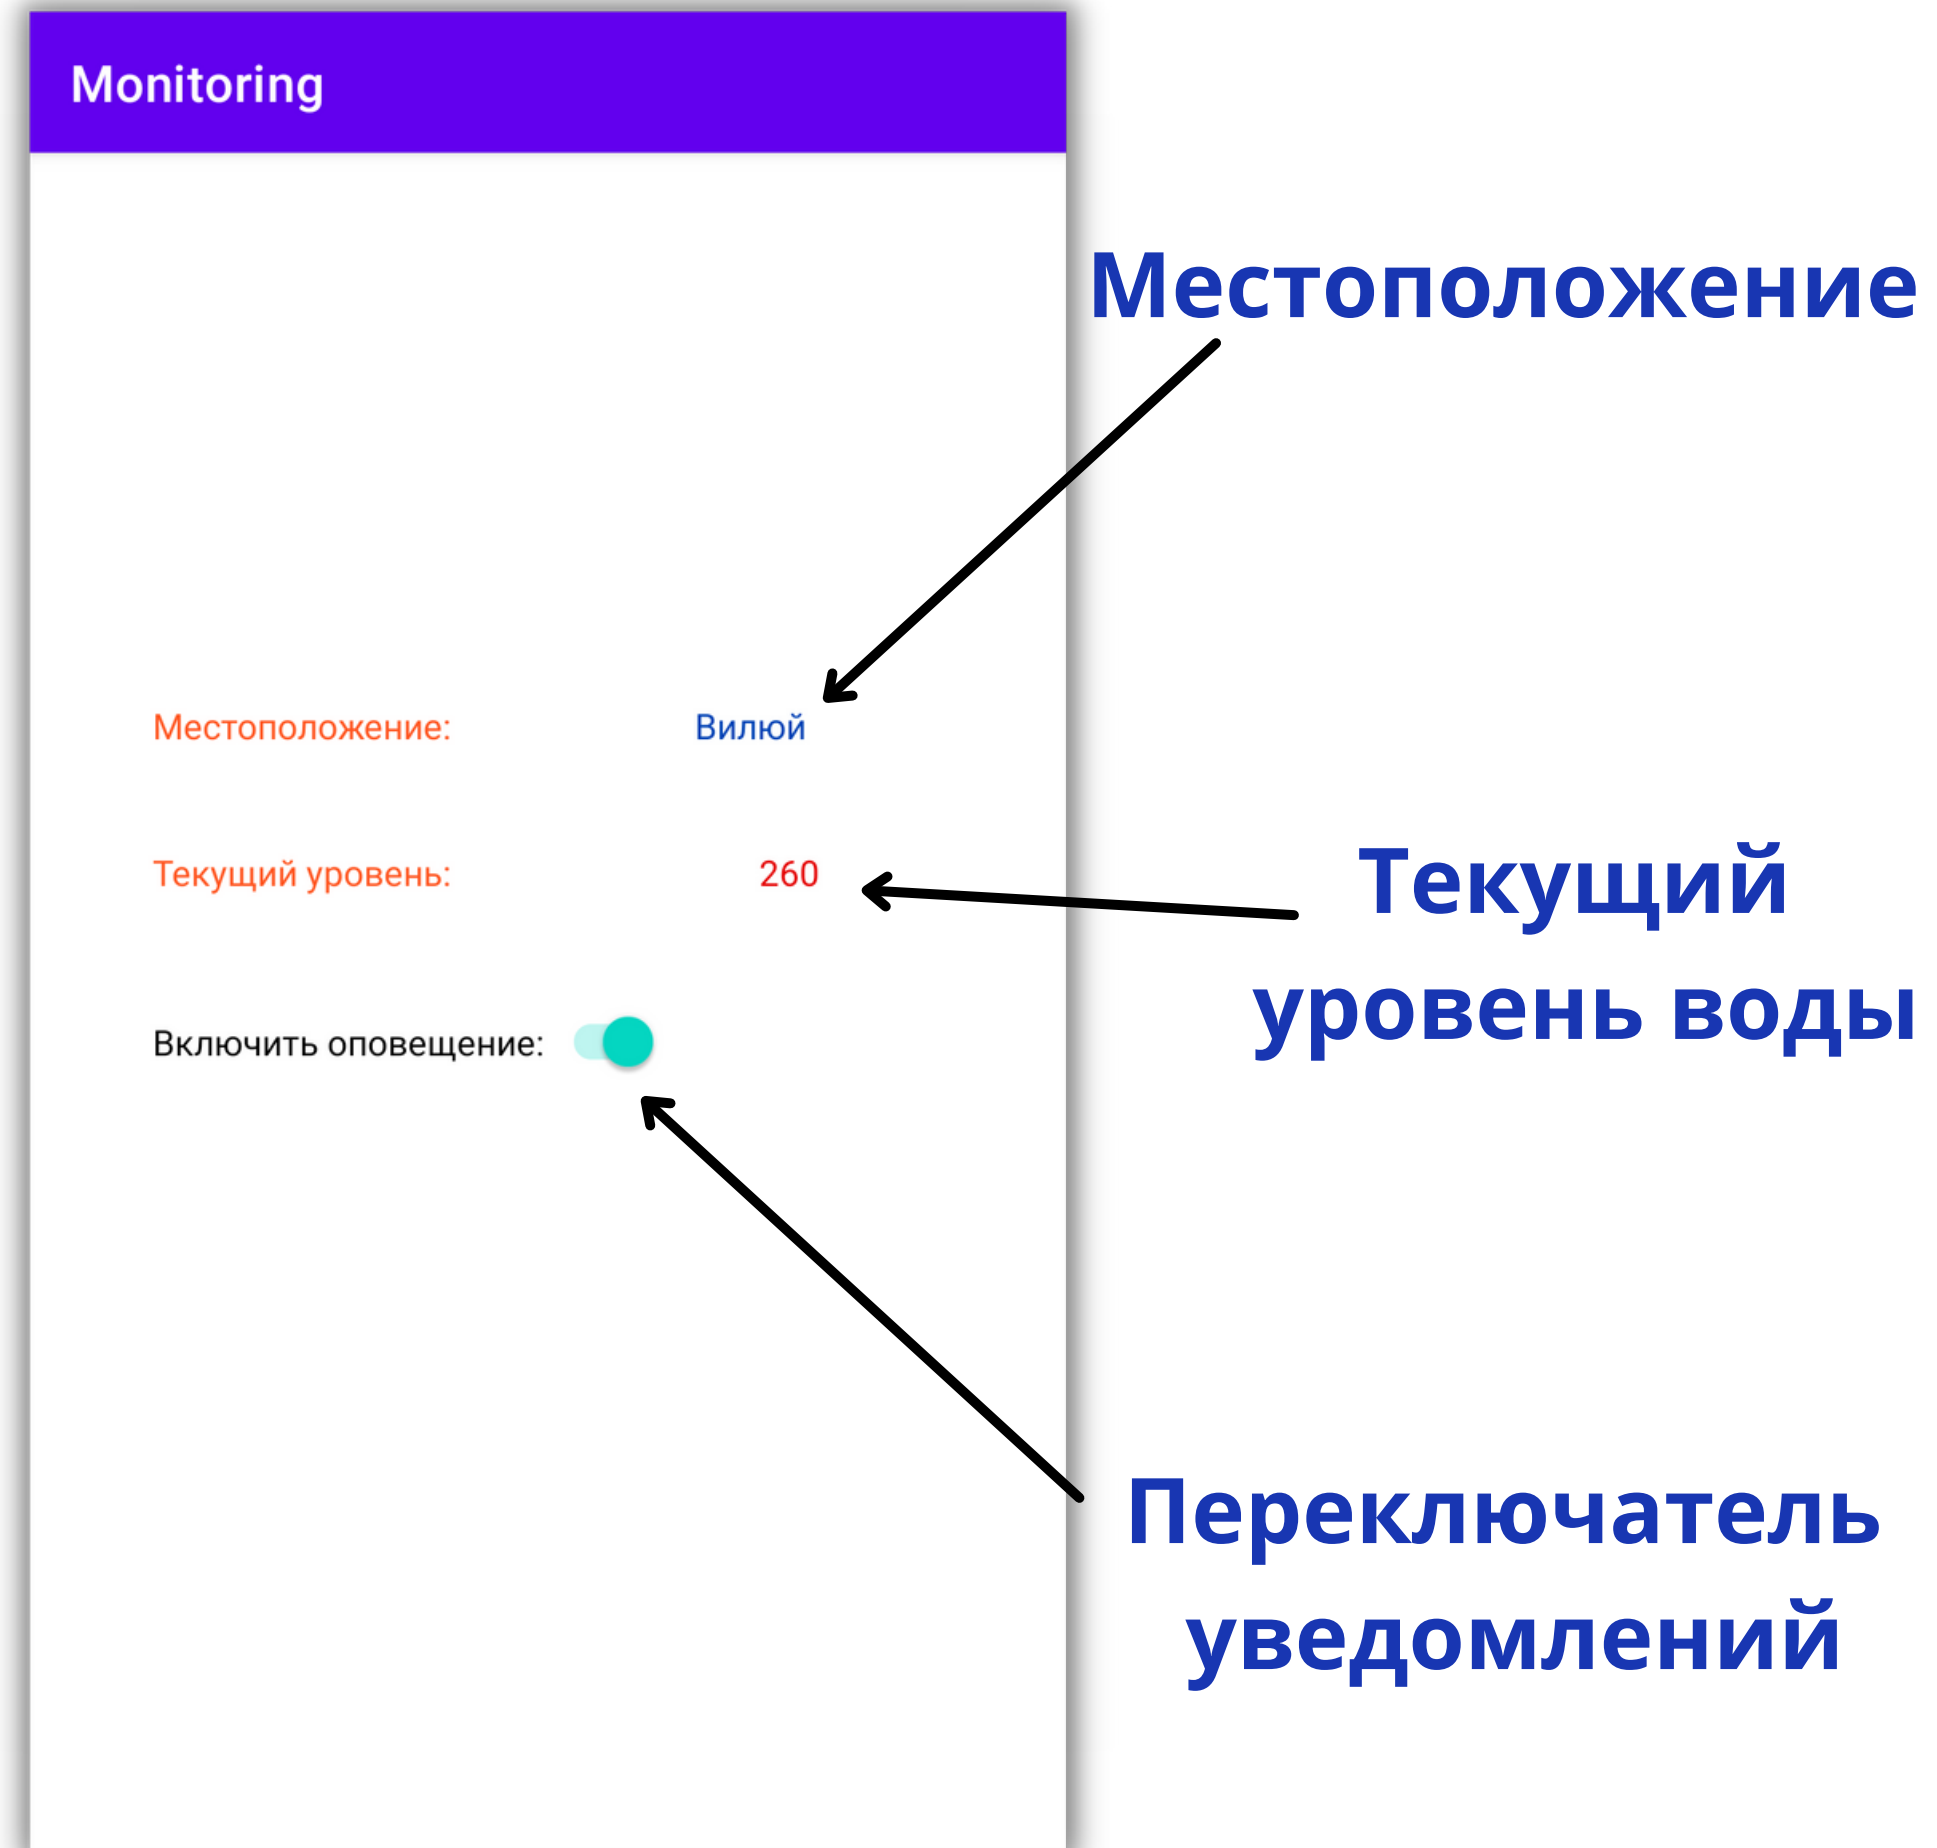 Monitoring
Местоположение
Местоположение: Вилюй
Текущий уровень: 260
Текущий
уровень воды
Включить оповещение:
Переключатель
уведомлений